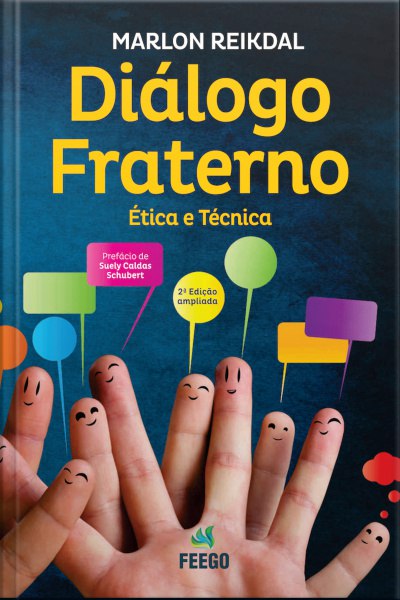 MARLON REIKDAL
Diálogo
Fraterno
Ética e Técnica
Prefácio de
Suely Caldas
Schubert
2ª Edição
ampliada
FEEGO